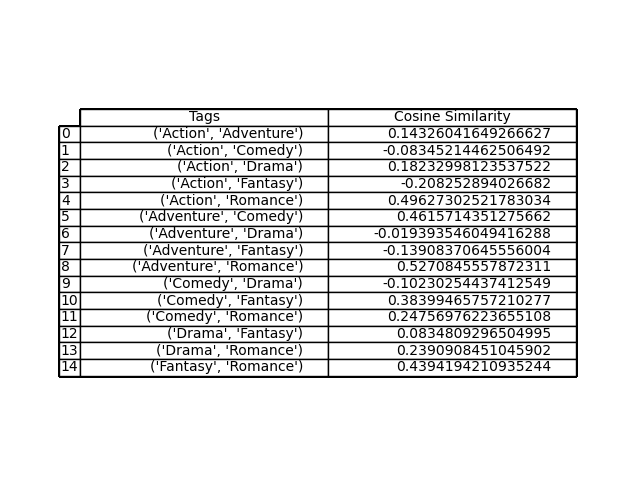 Tags Cosine Similarity
0 ('Action', 'Adventure') 0.14326041649266627
1 ('Action', 'Comedy') -0.08345214462506492
2 ('Action', 'Drama') 0.18232998123537522
3 ('Action', 'Fantasy') -0.208252894026682
4 ('Action', 'Romance') 0.49627302521783034
5 ('Adventure', 'Comedy') 0.4615714351275662
6 ('Adventure', 'Drama') -0.019393546049416288
7 ('Adventure', 'Fantasy') -0.13908370645556004
8 ('Adventure', 'Romance') 0.5270845557872311
9 ('Comedy', 'Drama') -0.10230254437412549
10 ('Comedy', 'Fantasy') 0.38399465757210277
11 ('Comedy', 'Romance') 0.24756976223655108
12 ('Drama', 'Fantasy') 0.0834809296504995
13 ('Drama', 'Romance') 0.2390908451045902
14 ('Fantasy', 'Romance') 0.4394194210935244